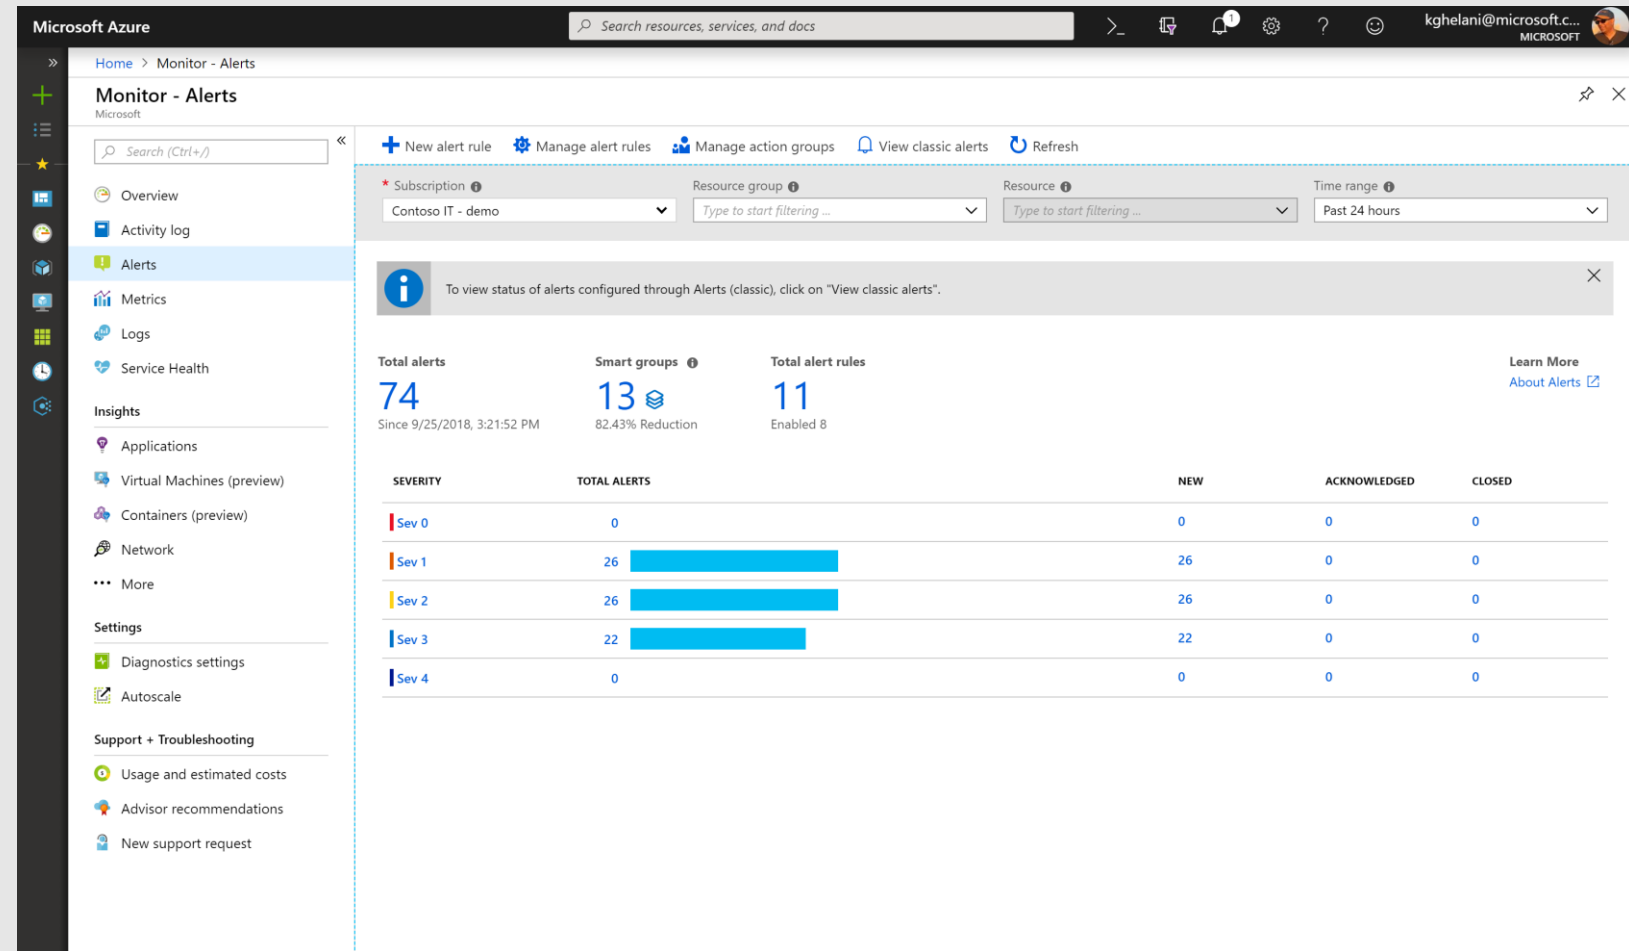 Microsoft Azure
Search resources, services, and docs
1
kghelani@microsoft.c...
MICROSOFT
Home > Monitor - Alerts
Monitor - Alerts
Microsoft
Search (Ctrl+/)
Overview
Activity log
Alerts
Metrics
Logs
Service Health
Insights
Applications
Virtual Machines (preview)
Containers (preview)
Network
More
Settings
Diagnostics settings
Autoscale
Support + Troubleshooting
Usage and estimated costs
Advisor recommendations
New support request
New alert rule Manage alert rules Manage action groups View classic alerts Refresh
* Subscription Resource group Resource Time range
Contoso IT - demo Type to start filtering ... Type to start filtering ... Past 24 hours
To view status of alerts configured through Alerts (classic), click on "View classic alerts".
Total alerts Smart groups Total alert rules Learn More
74 13 11 About Alerts
Since 9/25/2018, 3:21:52 PM 82.43% Reduction Enabled 8
SEVERITY TOTAL ALERTS NEW ACKNOWLEDGED CLOSED
Sev 0 0 0 0 0
Sev 1 26 26 0 0
Sev 2 26 26 0 0
Sev 3 22 22 0 0
Sev 4 0 0 0 0